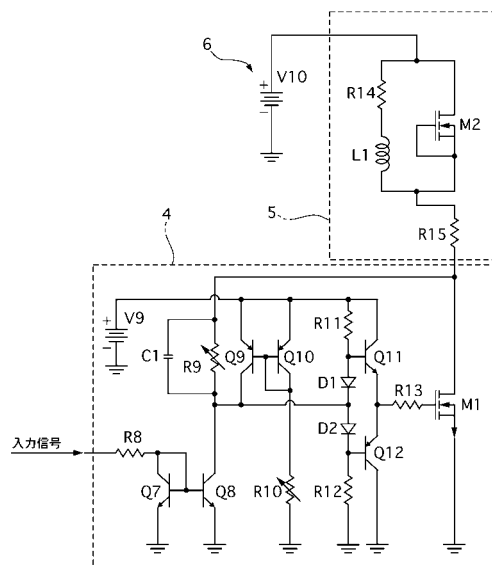 6
+
V10
-
R14
M2
L1
5
R15
4
+
V9
-
C1
R9
Q9
Q10
R11
Q11
D1
R13
M1
D2
入力信号
R8
Q12
Q7
Q8
R10
R12